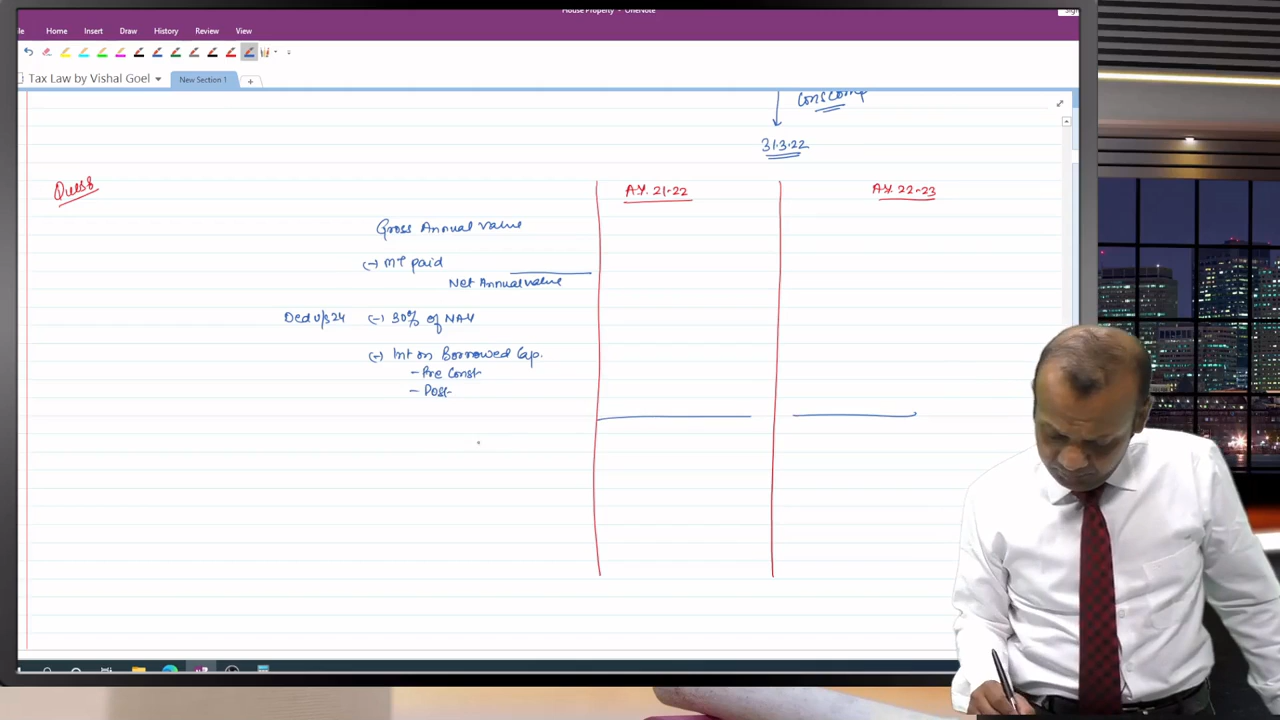 House Property - OneNote
Sign
Home Insert Draw History Review View
Tax Law by Vishal Goel
New Section 1
Cons Comp
31.3.22
Ques
A.Y. 21-22
A.Y. 22-23
Gross Annual Value
(-) MT paid
Net Annual value
Ded u/s 24 (-) 30% of NAV
(-) Int on Borrowed Cap.
- Pre Const
- Post